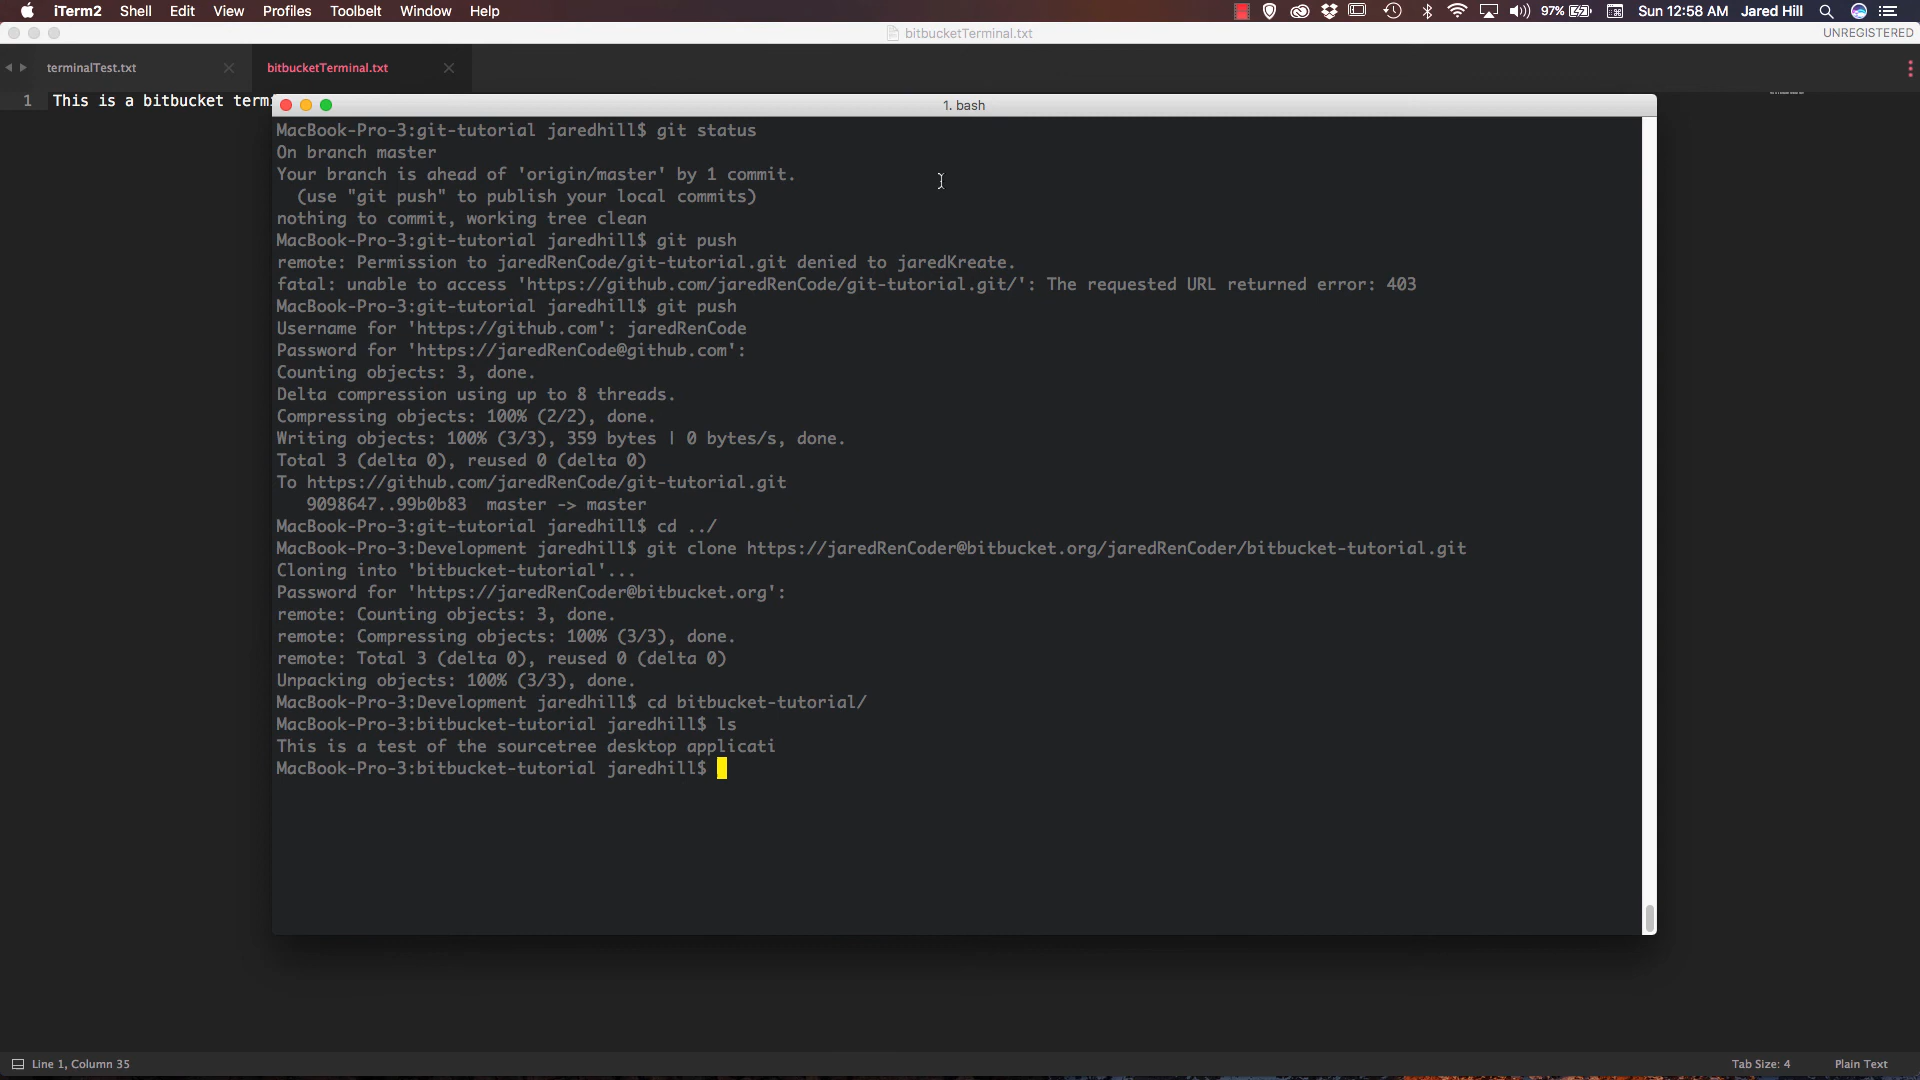 iTerm2 Shell Edit View Profiles Toolbelt Window Help 97% Sun 12:58 AM Jared Hill
bitbucketTerminal.txt UNREGISTERED
terminalTest.txt bitbucketTerminal.txt
1 This is a bitbucket termi
1. bash
MacBook-Pro-3:git-tutorial jaredhill$ git status
On branch master
Your branch is ahead of 'origin/master' by 1 commit.
(use "git push" to publish your local commits)
nothing to commit, working tree clean
MacBook-Pro-3:git-tutorial jaredhill$ git push
remote: Permission to jaredRenCode/git-tutorial.git denied to jaredKreate.
fatal: unable to access 'https://github.com/jaredRenCode/git-tutorial.git/': The requested URL returned error: 403
MacBook-Pro-3:git-tutorial jaredhill$ git push
Username for 'https://github.com': jaredRenCode
Password for 'https://jaredRenCode@github.com':
Counting objects: 3, done.
Delta compression using up to 8 threads.
Compressing objects: 100% (2/2), done.
Writing objects: 100% (3/3), 359 bytes | 0 bytes/s, done.
Total 3 (delta 0), reused 0 (delta 0)
To https://github.com/jaredRenCode/git-tutorial.git
9098647..99b0b83 master -> master
MacBook-Pro-3:git-tutorial jaredhill$ cd ../
MacBook-Pro-3:Development jaredhill$ git clone https://jaredRenCoder@bitbucket.org/jaredRenCoder/bitbucket-tutorial.git
Cloning into 'bitbucket-tutorial'...
Password for 'https://jaredRenCoder@bitbucket.org':
remote: Counting objects: 3, done.
remote: Compressing objects: 100% (3/3), done.
remote: Total 3 (delta 0), reused 0 (delta 0)
Unpacking objects: 100% (3/3), done.
MacBook-Pro-3:Development jaredhill$ cd bitbucket-tutorial/
MacBook-Pro-3:bitbucket-tutorial jaredhill$ ls
This is a test of the sourcetree desktop applicati
MacBook-Pro-3:bitbucket-tutorial jaredhill$
Line 1, Column 35 Tab Size: 4 Plain Text